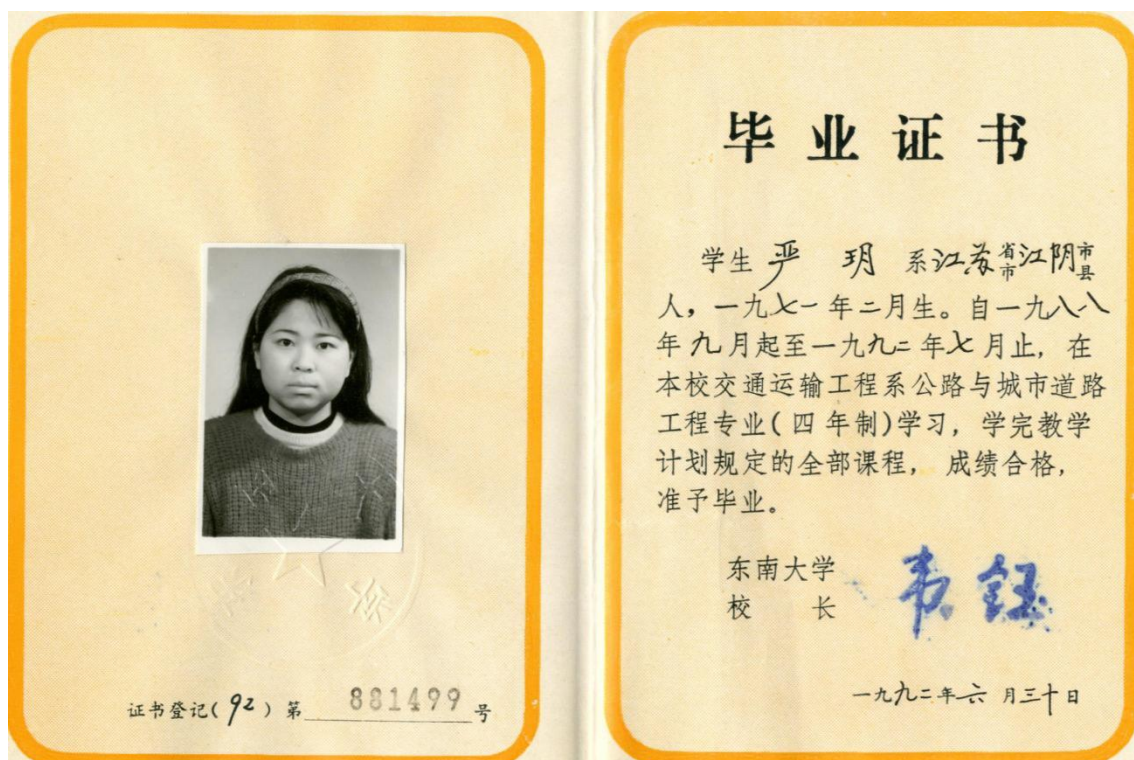 证书登记(92)第 881499 号
毕业证书
学生 严 玥 系江苏省市江阴市县
人，一九七一年二月生。自一九八八
年九月起至一九九二年七月止，在
本校交通运输工程系公路与城市道路
工程专业(四年制)学习，学完教学
计划规定的全部课程，成绩合格，
准予毕业。
东南大学
校 长 韦钰
一九九二年六月三十日